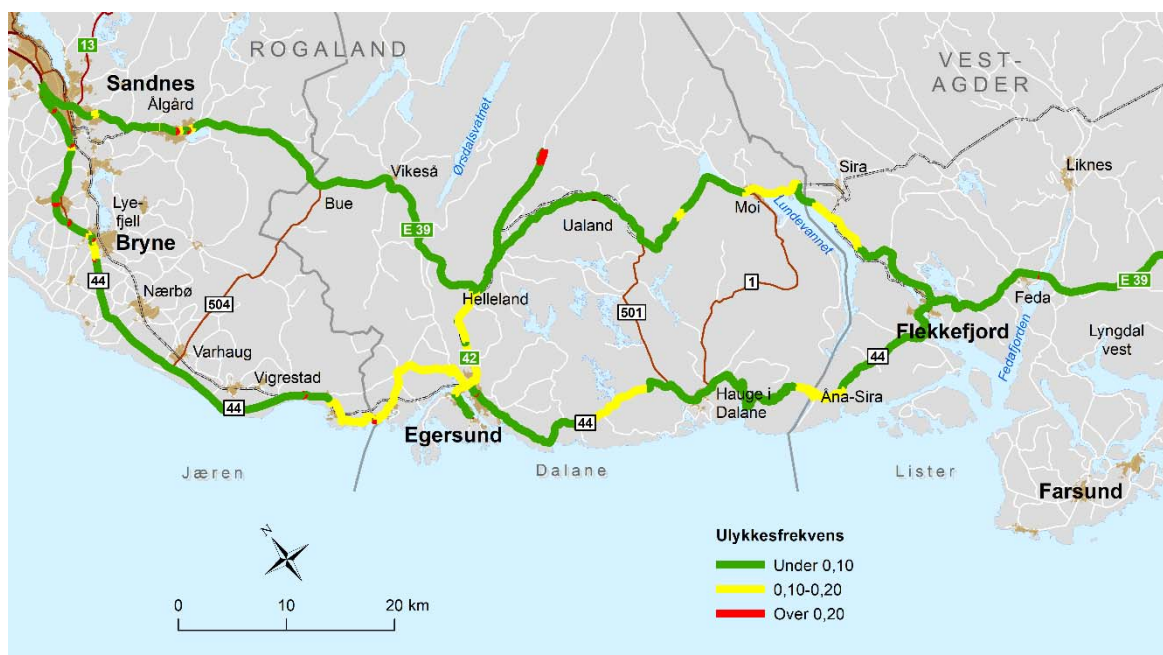 ROGALAND
VEST-
AGDER
13
Sandnes
Ålgård
Ørsdalsvatnet
Vikeså
Sira
Liknes
Lye-
fjell
Bue
Ualand
Moi
Lundevannet
Bryne
E 39
44
Nærbø
504
Helleland
501
1
E 39
Feda
Flekkefjord
Fedafjorden
Lyngdal
vest
Varhaug
42
44
Vigrestad
44
Hauge i
Dalane
Åna-Sira
44
Egersund
Jæren
Dalane
Lister
Farsund
N
Ulykkesfrekvens
Under 0,10
0,10-0,20
Over 0,20
0 10 20 km